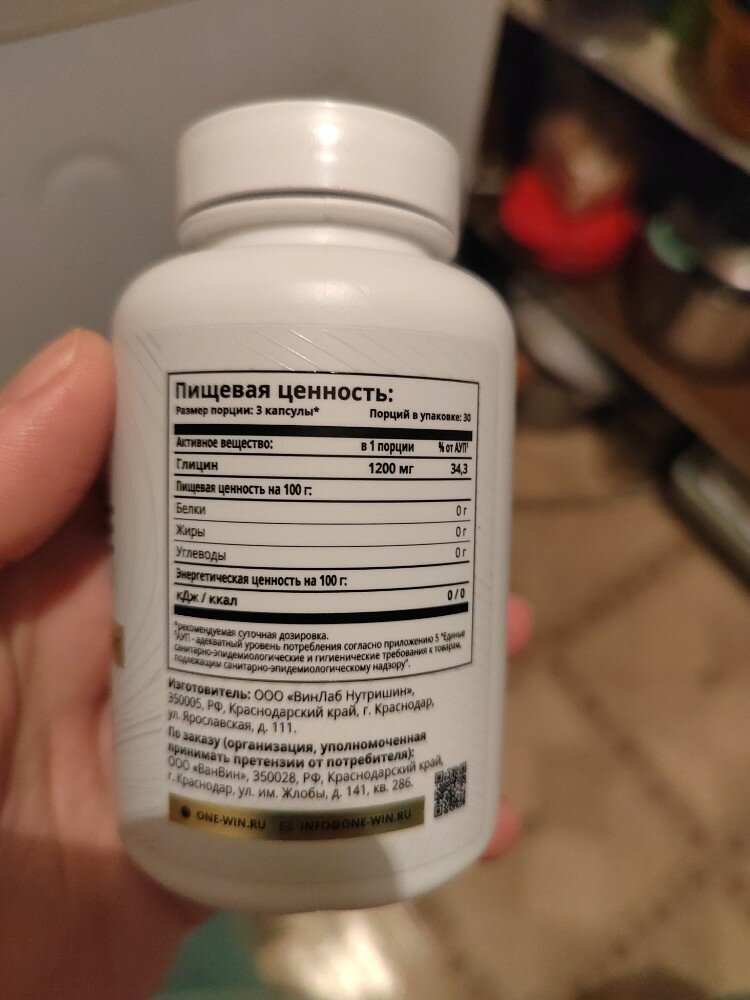 Пищевая ценность:
Размер порции: 3 капсулы* Порций в упаковке: 30
Активное вещество: в 1 порции % от АУП¹
Глицин 1200 мг 34,3
Пищевая ценность на 100 г:
Белки 0 г
Жиры 0 г
Углеводы 0 г
Энергетическая ценность на 100 г:
кДж / ккал 0 / 0
*рекомендуемая суточная дозировка.
¹АУП - адекватный уровень потребления согласно приложению 5 "Единые
санитарно-эпидемиологические и гигиенические требования к товарам,
подлежащим санитарно-эпидемиологическому надзору".
Изготовитель: ООО «ВинЛаб Нутришин»,
350005, РФ, Краснодарский край, г. Краснодар,
ул. Ярославская, д. 111.
По заказу (организация, уполномоченная
принимать претензии от потребителя):
ООО «ВанВин», 350028, РФ, Краснодарский край,
г. Краснодар, ул. им. Жлобы, д. 141, кв. 286.
ONE-WIN.RU INFO@ONE-WIN.RU